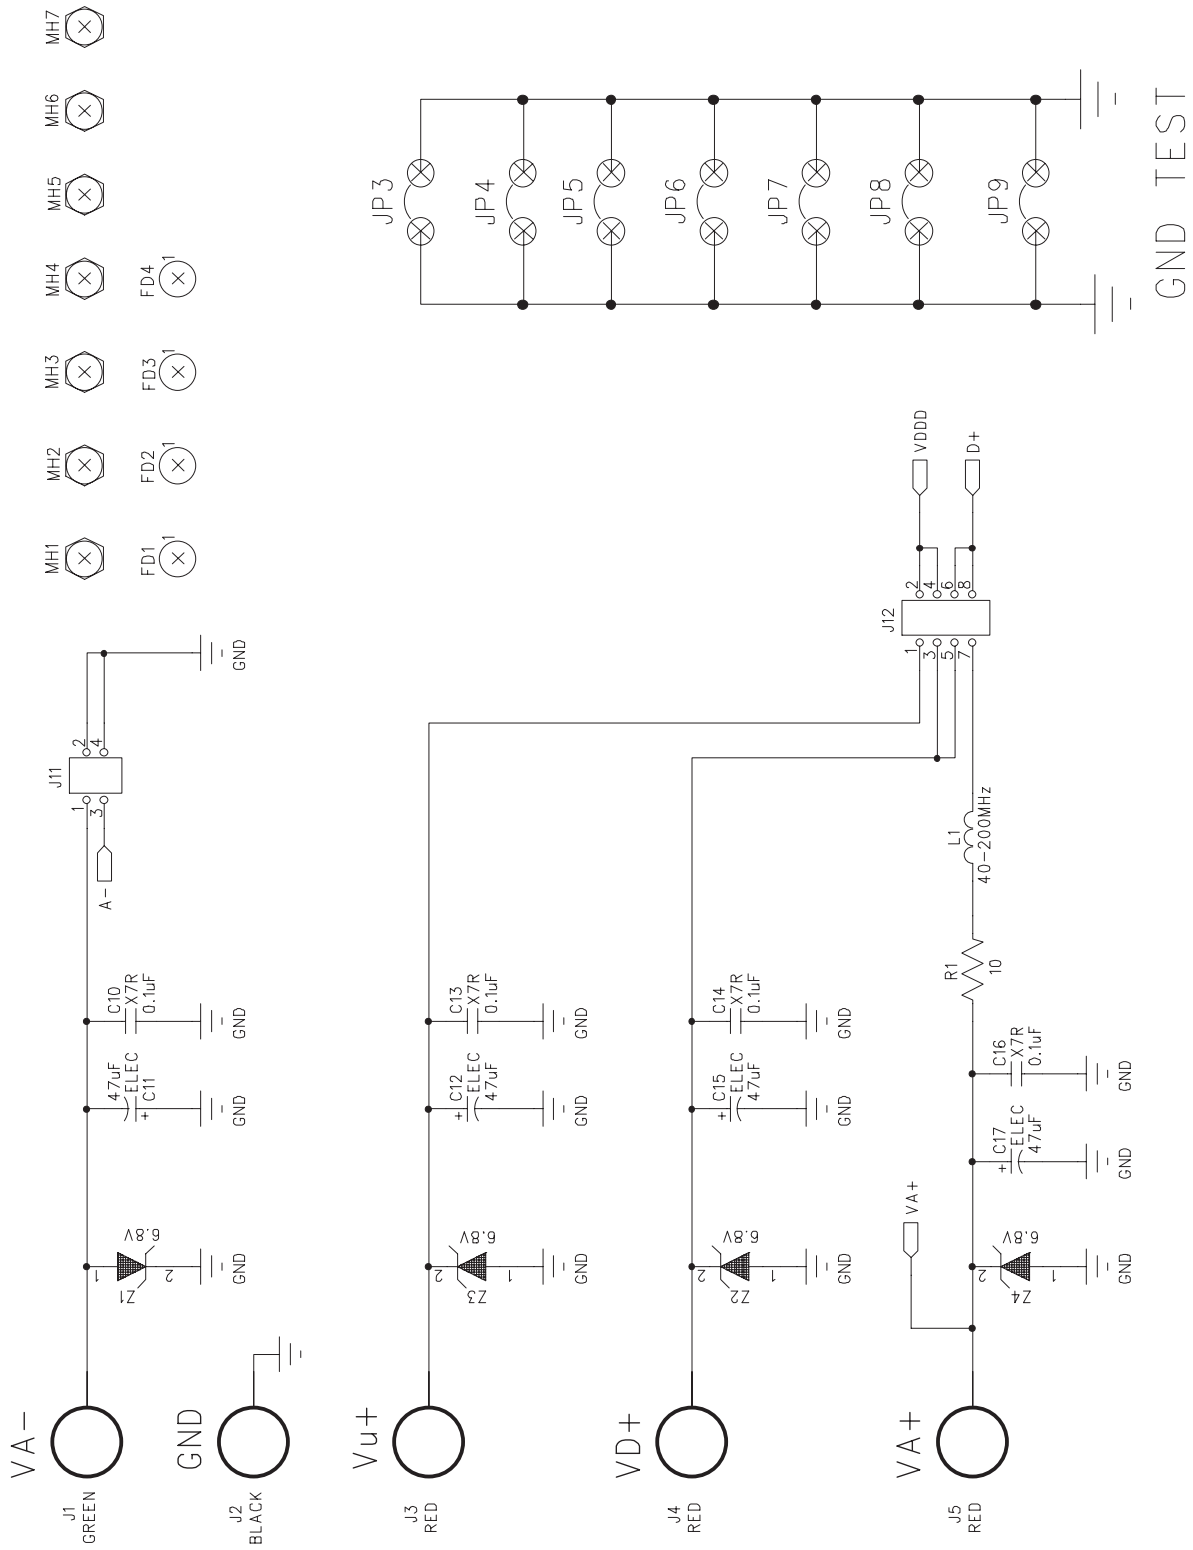 MH1
MH2
MH3
MH4
MH5
MH6
MH7
FD1
1
FD2
1
FD3
1
FD4
1
VA-
J1
GREEN
Z1
6.8V
1
2
GND
47uF
ELEC
C11
+
GND
C10
X7R
0.1uF
GND
A-
J11
1
3
2
4
GND
GND
J2
BLACK
Vu+
J3
RED
Z3
6.8V
2
1
GND
+
C12
ELEC
47uF
GND
C13
X7R
0.1uF
GND
VD+
J4
RED
Z2
6.8V
2
1
GND
+
C15
ELEC
47uF
GND
C14
X7R
0.1uF
GND
VA+
J5
RED
VA+
Z4
6.8V
2
1
GND
+
C17
ELEC
47uF
GND
C16
X7R
0.1uF
GND
R1
10
L1
40-200MHz
J12
1
3
5
7
2
4
6
8
VDDD
D+
JP3
JP4
JP5
JP6
JP7
JP8
JP9
GND TEST